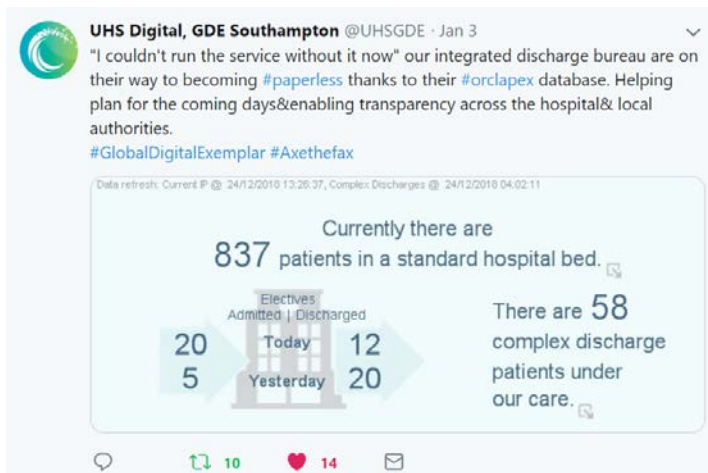 UHS Digital, GDE Southampton @UHSGDE · Jan 3
"I couldn't run the service without it now" our integrated discharge bureau are on
their way to becoming #paperless thanks to their #orclapex database. Helping
plan for the coming days&enabling transparency across the hospital& local
authorities.
#GlobalDigitalExemplar #Axethefax
Data refresh: Current IP @ 24/12/2018 13:26:37, Complex Discharges @ 24/12/2018 04:02:11
Currently there are
837 patients in a standard hospital bed.
Electives
Admitted | Discharged
20 Today 12
5 Yesterday 20
There are 58
complex discharge
patients under
our care.
10 14